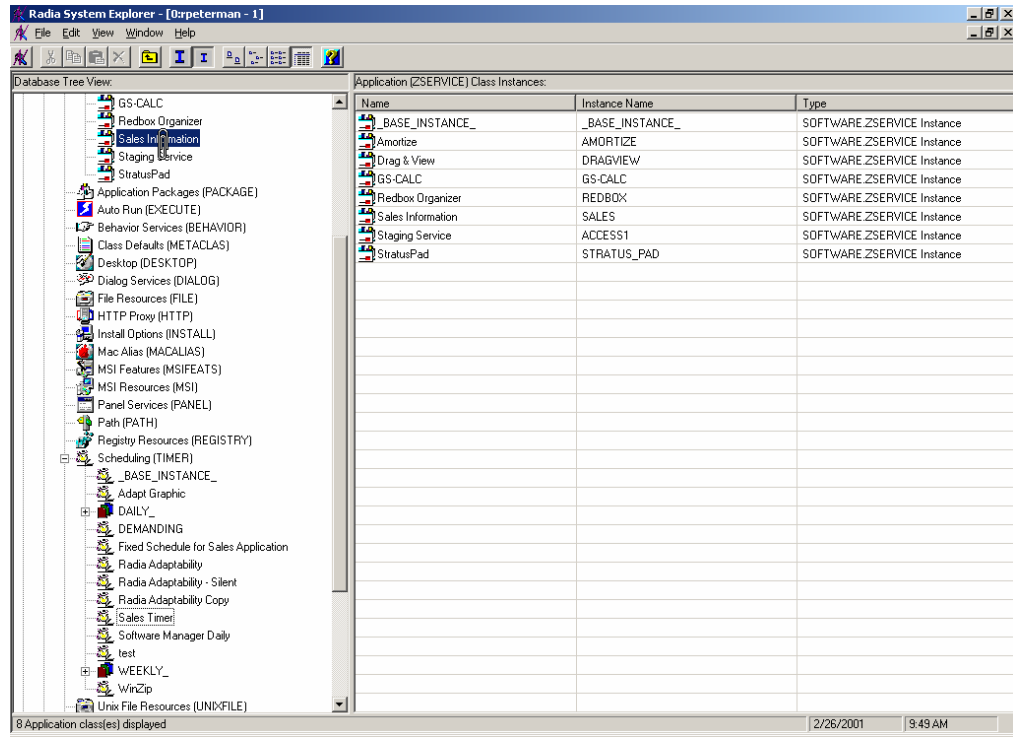 Radia System Explorer - [0:rpeterman - 1]
File Edit View Window Help
Database Tree View:
GS-CALC
Redbox Organizer
Sales Information
Staging Service
StratusPad
Application Packages (PACKAGE)
Auto Run (EXECUTE)
Behavior Services (BEHAVIOR)
Class Defaults (METACLAS)
Desktop (DESKTOP)
Dialog Services (DIALOG)
File Resources (FILE)
HTTP Proxy (HTTP)
Install Options (INSTALL)
Mac Alias (MACALIAS)
MSI Features (MSIFEATS)
MSI Resources (MSI)
Panel Services (PANEL)
Path (PATH)
Registry Resources (REGISTRY)
Scheduling (TIMER)
_BASE_INSTANCE_
Adapt Graphic
DAILY_
DEMANDING
Fixed Schedule for Sales Application
Radia Adaptability
Radia Adaptability - Silent
Radia Adaptability Copy
Sales Timer
Software Manager Daily
test
WEEKLY_
WinZip
Unix File Resources (UNIXFILE)
Application (ZSERVICE) Class Instances:
Name Instance Name Type
_BASE_INSTANCE_ _BASE_INSTANCE_ SOFTWARE.ZSERVICE Instance
Amortize AMORTIZE SOFTWARE.ZSERVICE Instance
Drag & View DRAGVIEW SOFTWARE.ZSERVICE Instance
GS-CALC GS-CALC SOFTWARE.ZSERVICE Instance
Redbox Organizer REDBOX SOFTWARE.ZSERVICE Instance
Sales Information SALES SOFTWARE.ZSERVICE Instance
Staging Service ACCESS1 SOFTWARE.ZSERVICE Instance
StratusPad STRATUS_PAD SOFTWARE.ZSERVICE Instance
8 Application class(es) displayed 2/26/2001 9:49 AM